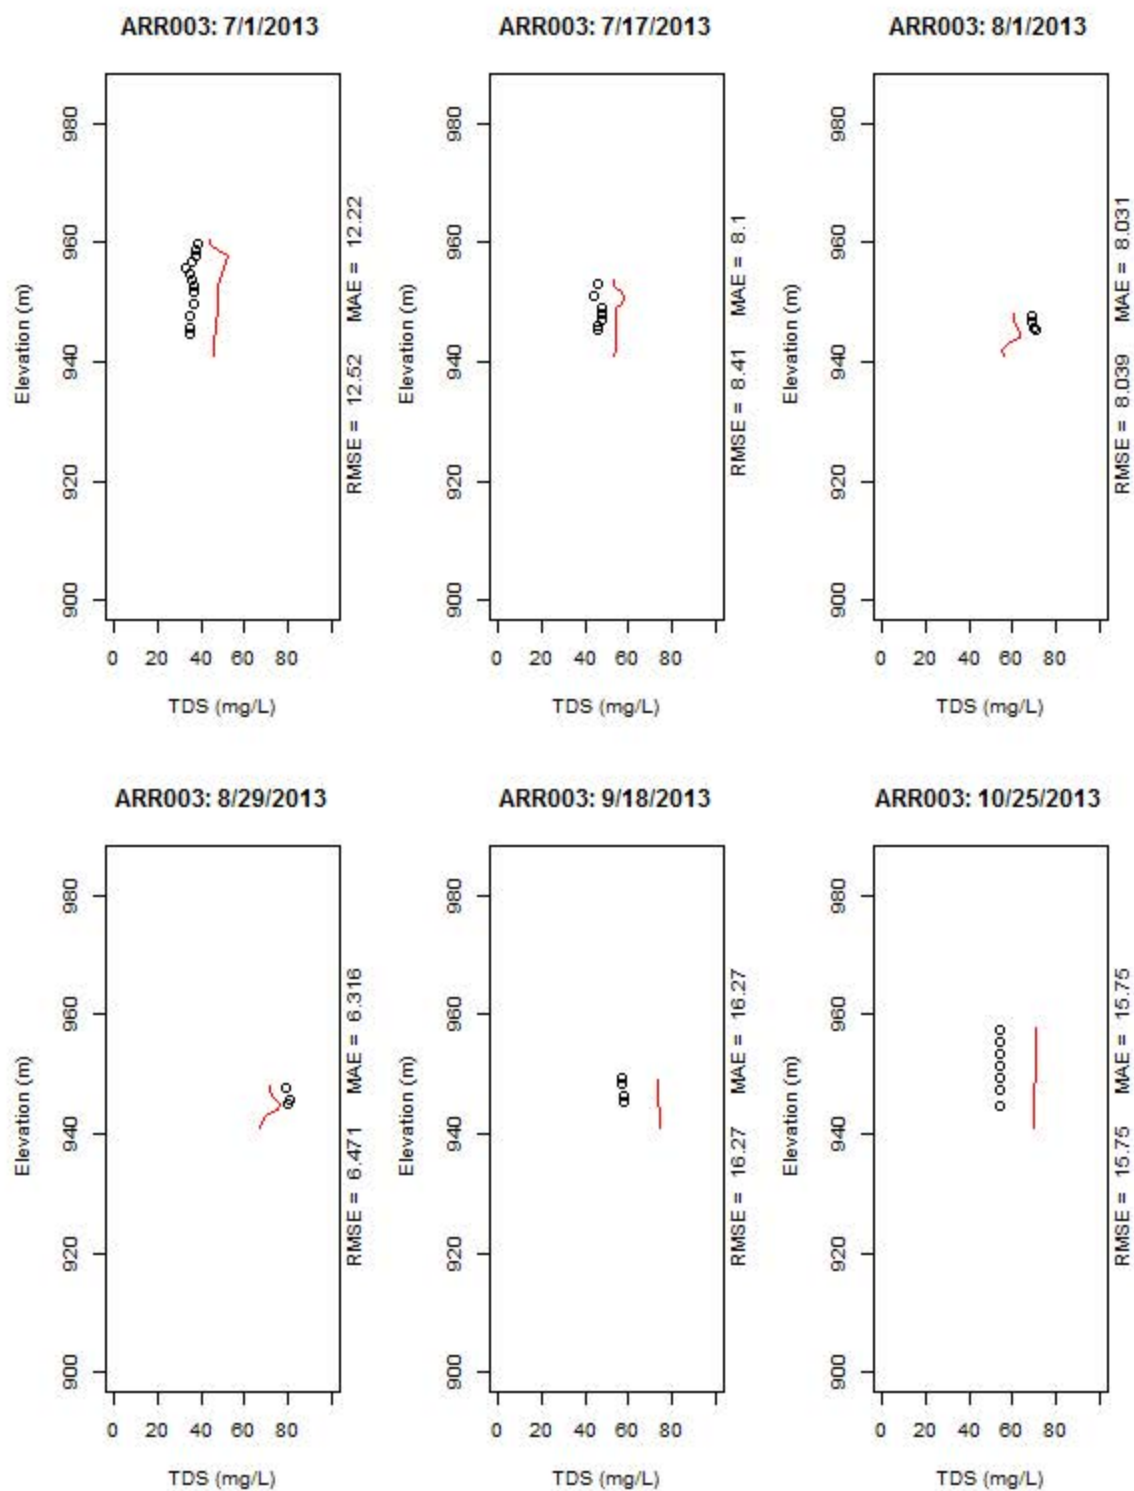 ARR003: 7/1/2013
980
960
940
920
900
Elevation (m)
0 20 40 60 80
TDS (mg/L)
RMSE = 12.52 MAE = 12.22
ARR003: 7/17/2013
980
960
940
920
900
Elevation (m)
0 20 40 60 80
TDS (mg/L)
RMSE = 8.41 MAE = 8.1
ARR003: 8/1/2013
980
960
940
920
900
Elevation (m)
0 20 40 60 80
TDS (mg/L)
RMSE = 8.039 MAE = 8.031
ARR003: 8/29/2013
980
960
940
920
900
Elevation (m)
0 20 40 60 80
TDS (mg/L)
RMSE = 6.471 MAE = 6.316
ARR003: 9/18/2013
980
960
940
920
900
Elevation (m)
0 20 40 60 80
TDS (mg/L)
RMSE = 16.27 MAE = 16.27
ARR003: 10/25/2013
980
960
940
920
900
Elevation (m)
0 20 40 60 80
TDS (mg/L)
RMSE = 15.75 MAE = 15.75